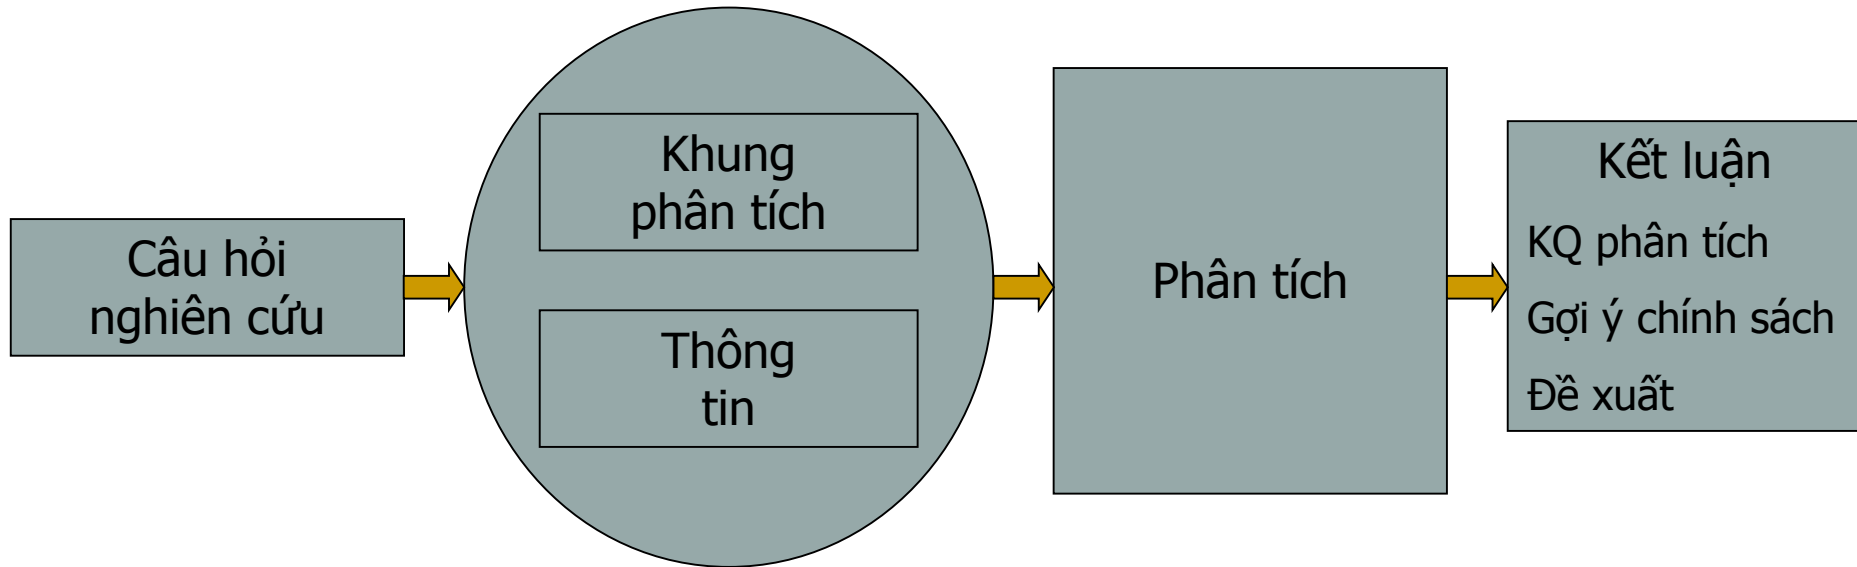 Câu hỏi
nghiên cứu
Khung
phân tích
Thông
tin
Phân tích
Kết luận
KQ phân tích
Gợi ý chính sách
Đề xuất